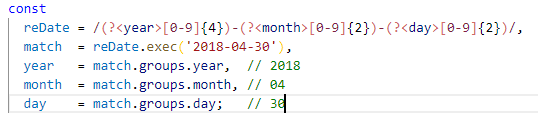 const
  reDate = /(?<year>[0-9]{4})-(?<month>[0-9]{2})-(?<day>[0-9]{2})/,
  match  = reDate.exec('2018-04-30'),
  year   = match.groups.year,  // 2018
  month  = match.groups.month, // 04
  day    = match.groups.day;   // 30